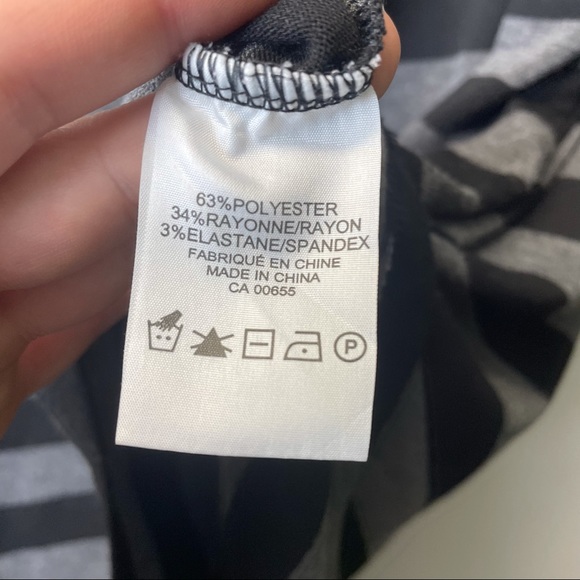 63%POLYESTER
34%RAYONNE/RAYON
3%ELASTANE/SPANDEX
FABRIQUÉ EN CHINE
MADE IN CHINA
CA 00655
P